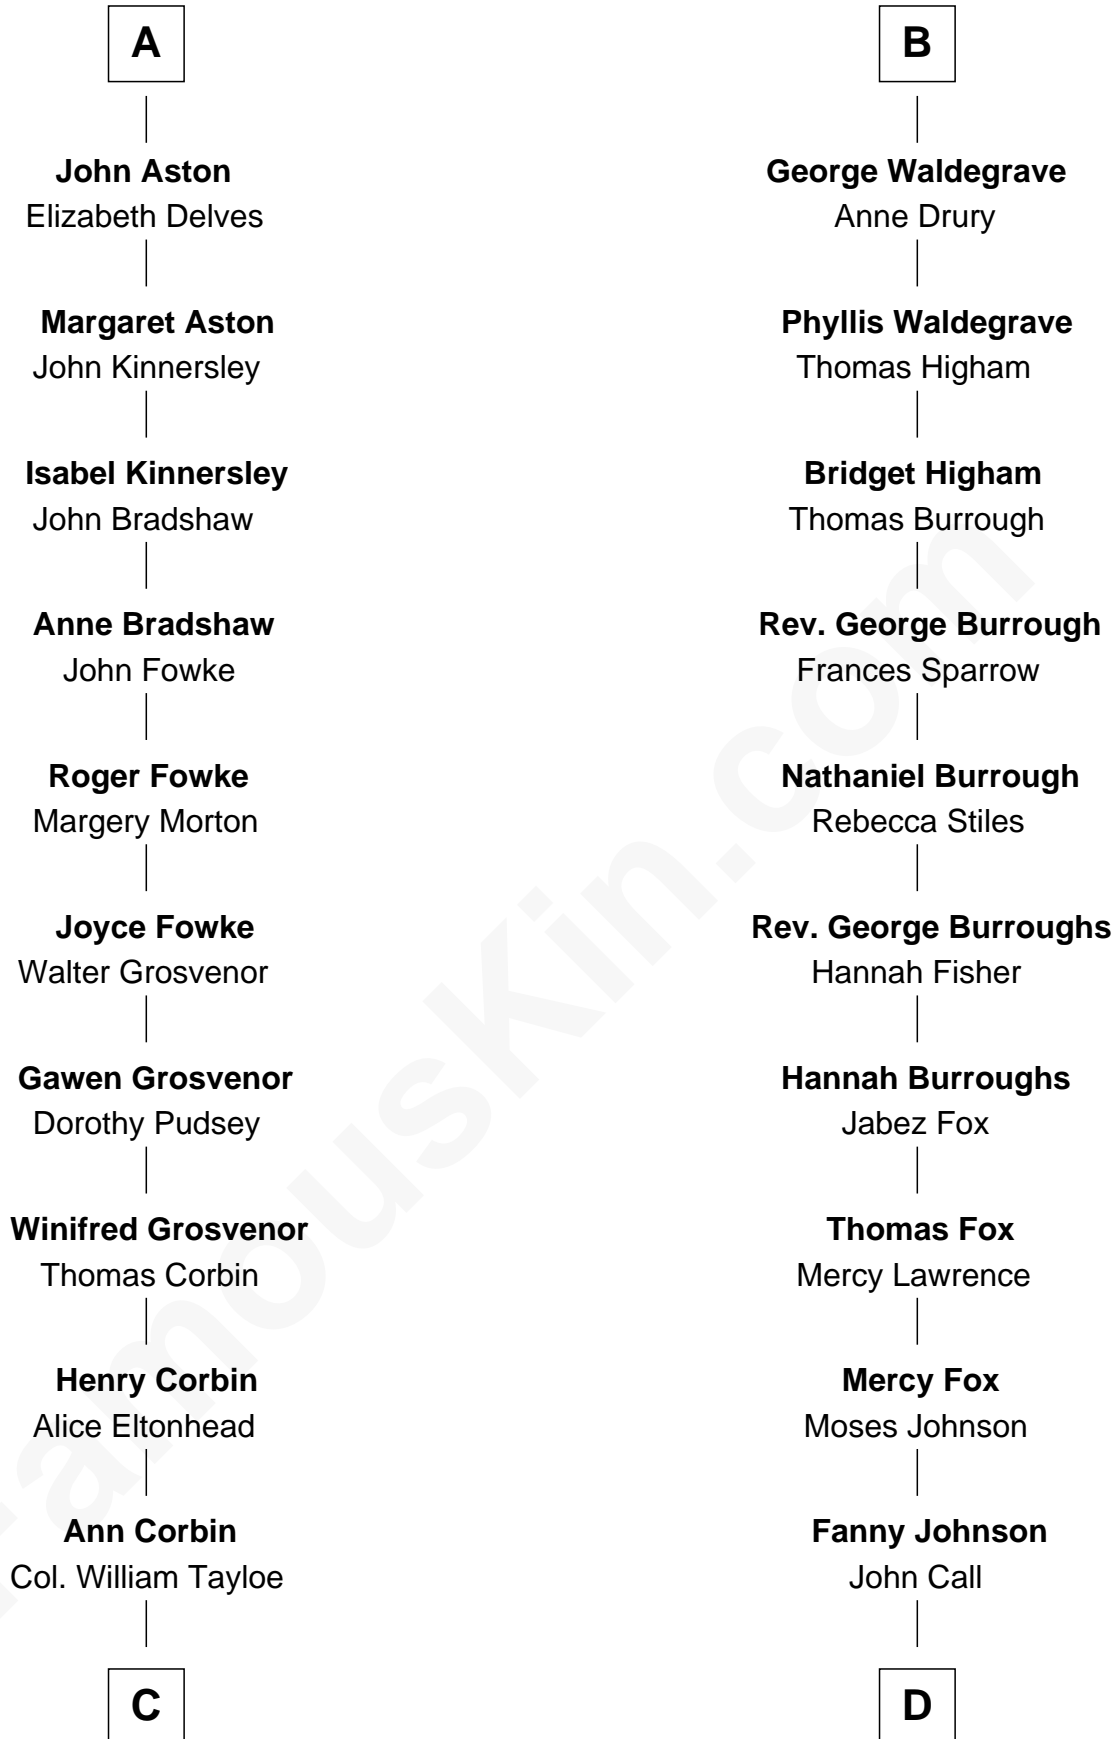 A
John Aston
Elizabeth Delves
Margaret Aston
John Kinnersley
Isabel Kinnersley
John Bradshaw
Anne Bradshaw
John Fowke
Roger Fowke
Margery Morton
Joyce Fowke
Walter Grosvenor
Gawen Grosvenor
Dorothy Pudsey
Winifred Grosvenor
Thomas Corbin
Henry Corbin
Alice Eltonhead
Ann Corbin
Col. William Tayloe
C
B
George Waldegrave
Anne Drury
Phyllis Waldegrave
Thomas Higham
Bridget Higham
Thomas Burrough
Rev. George Burrough
Frances Sparrow
Nathaniel Burrough
Rebecca Stiles
Rev. George Burroughs
Hannah Fisher
Hannah Burroughs
Jabez Fox
Thomas Fox
Mercy Lawrence
Mercy Fox
Moses Johnson
Fanny Johnson
John Call
D
FamousKin.com